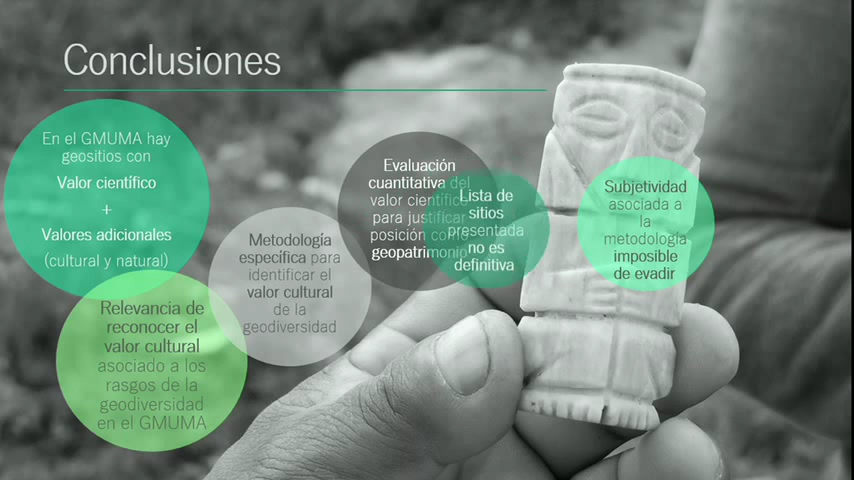 Conclusiones
En el GMUMA hay
geositios con
Valor científico
+
Valores adicionales
(cultural y natural)
Relevancia de
reconocer el
valor cultural
asociado a los
rasgos de la
geodiversidad
en el GMUMA
Metodología
específica para
identificar el
valor cultural
de la
geodiversidad
Evaluación
cuantitativa del
valor científico
para justificar
posición como
geopatrimonio
Lista de
sitios
presentada
no es
definitiva
Subjetividad
asociada a
la
metodología
imposible
de evadir